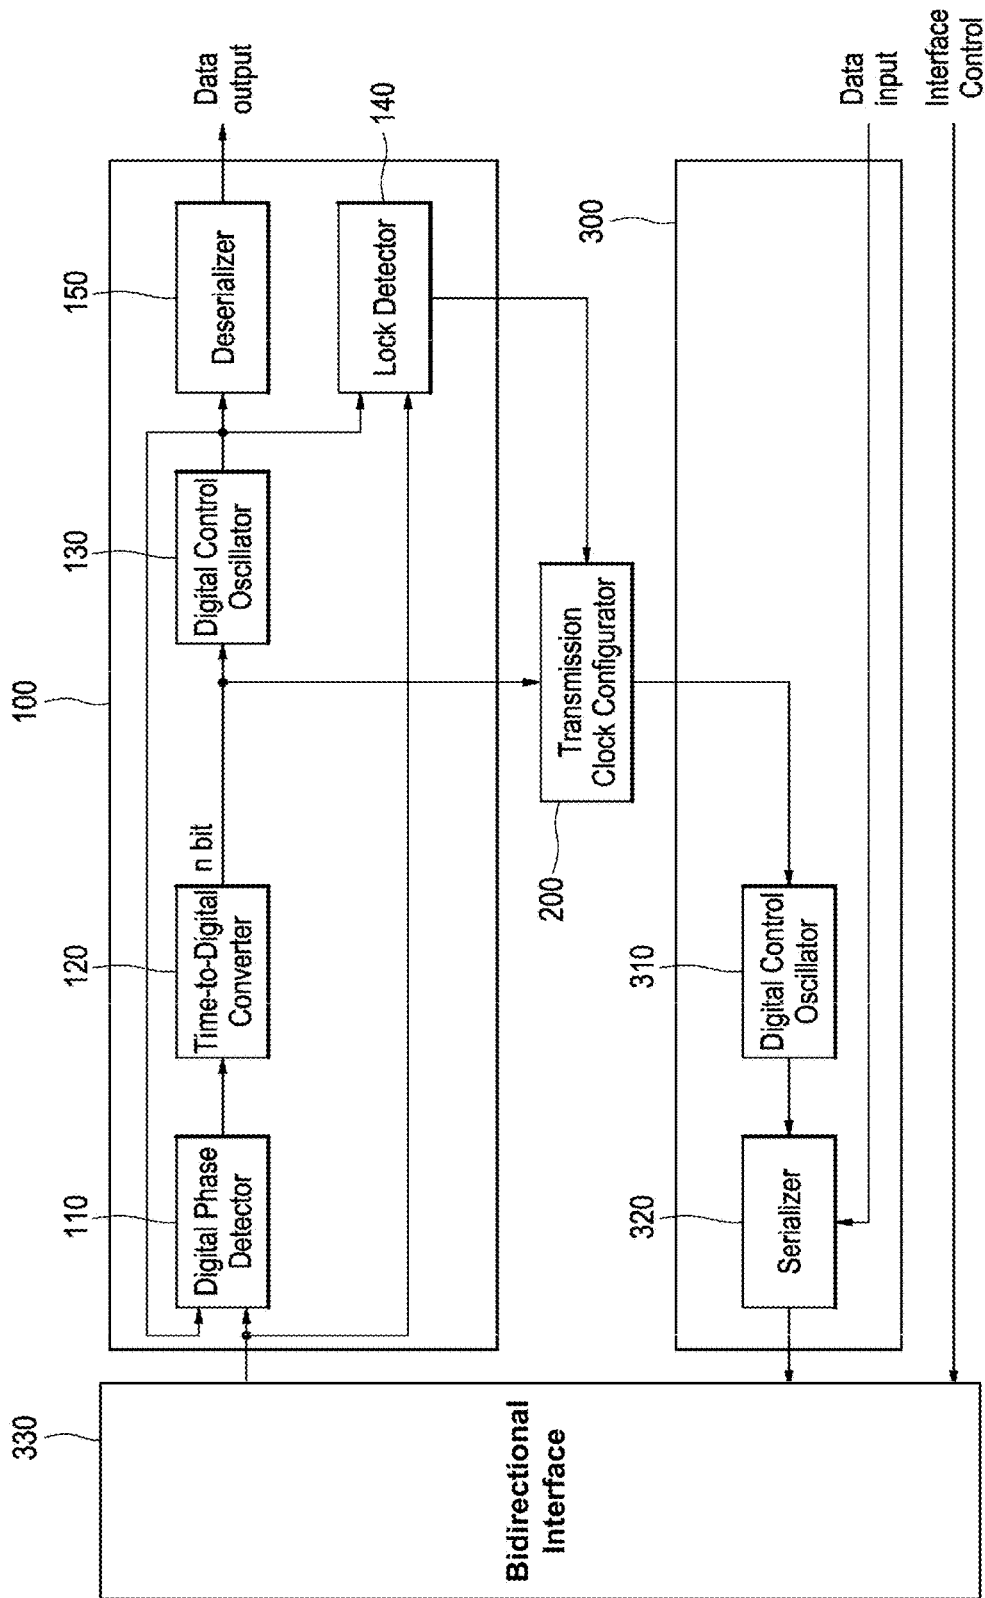 330
Bidirectional
Interface
100
110
Digital Phase
Detector
120
Time-to-Digital
Converter
n bit
130
Digital Control
Oscillator
150
Deserializer
Data
output
Lock Detector
140
200
Transmission
Clock Configurator
300
320
Serializer
310
Digital Control
Oscillator
Data
input
Interface
Control